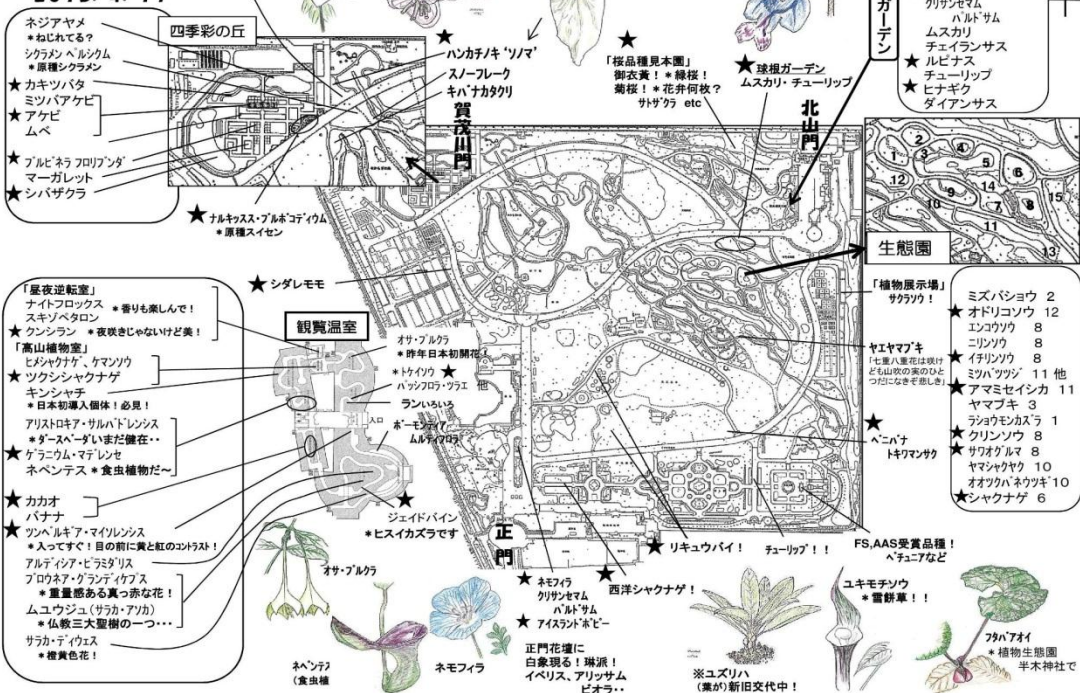 ネジアヤメ
*ねじれてる?
シクラメン ペルシクム
*原種シクラメン
★カキツバタ
ミツバアケビ
★アケビ
ムベ
★ブルビネラ フロリブンダ
マーガレット
★シバザクラ
四季彩の丘
★ハンカチノキ‘ソノマ’
スノーフレーク
キバナカタクリ
賀茂川門
★ナルキッスス・ブルボコディウム
*原種スイセン
★シダレモモ
★「桜品種見本園」
御衣黄!*緑桜!
菊桜!*花弁何枚?
サトザクラ etc
★球根ガーデン
ムスカリ・チューリップ
北山門
ガーデン
クリサンセマム
パルドサム
ムスカリ
チェイランサス
★ルピナス
チューリップ
★ヒナギク
ダイアンサス
1
2
3
4
5
6
7
8
9
10
11
12
13
14
15
生態園
「植物展示場」
サクラソウ!
ヤエヤマブキ
「七重八重花は咲け
ども山吹の実のひと
つだになきぞ悲しき」
★ベニバナ
トキワマンサク
ミズバショウ 2
★オドリコソウ 12
エンコウソウ 8
ニリンソウ 8
★イチリンソウ 8
ミツバツツジ 11 他
★アマミセイシカ 11
ヤマブキ 3
ラショウモンカズラ 1
★クリンソウ 8
★サワオグルマ 8
ヤマシャクヤク 10
オオツクバネウツギ 10
★シャクナゲ 6
「昼夜逆転室」
ナイトフロックス *香りも楽しんで!
スキゾペタロン
★クンシラン *夜咲きじゃないけど美!
「高山植物室」
ヒメシャクナゲ、ケマンソウ
★ツクシシャクナゲ
キンシャチ
*日本初導入個体!必見!
アリストロキア・サルバドレンシス
*ダースベーダいまだ健在・・
★ゲラニウム・マデレンセ
ネペンテス *食虫植物だ~
★カカオ
バナナ
★ツンベルギア・マイソレンシス
*入ってすぐ!目の前に黄と紅のコントラスト!
アルディシア・ピラミダリス
ブロウネア・グランディケプス
*重量感ある真っ赤な花!
ムユウジュ(サラカ・アソカ)
*仏教三大聖樹の一つ・・・
サラカ・ディウェス
*橙黄色花!
観覧温室
オサ・プルクラ
*昨年日本初開花!
*トケイソウ★
パッシフロラ・ツラエ 他
ランいろいろ
入口
ボーモンティア
ムルティフロラ
★ジェイドバイン
*ヒスイカズラです
正門
★ネモフィラ
クリサンセマム
パルドサム
★アイスランドポピー
★西洋シャクナゲ!
★リキュウバイ!
チューリップ!!
FS,AAS受賞品種!
ペチュニアなど
オサ・プルクラ
ネペンテス
(食虫植
ネモフィラ
正門花壇に
白象現る!琳派!
イベリス、アリッサム
ビオラ・・
※ユズリハ
(葉が)新旧交代中!
ユキモチソウ
*雪餅草!!
フタバアオイ
*植物生態園
半木神社で